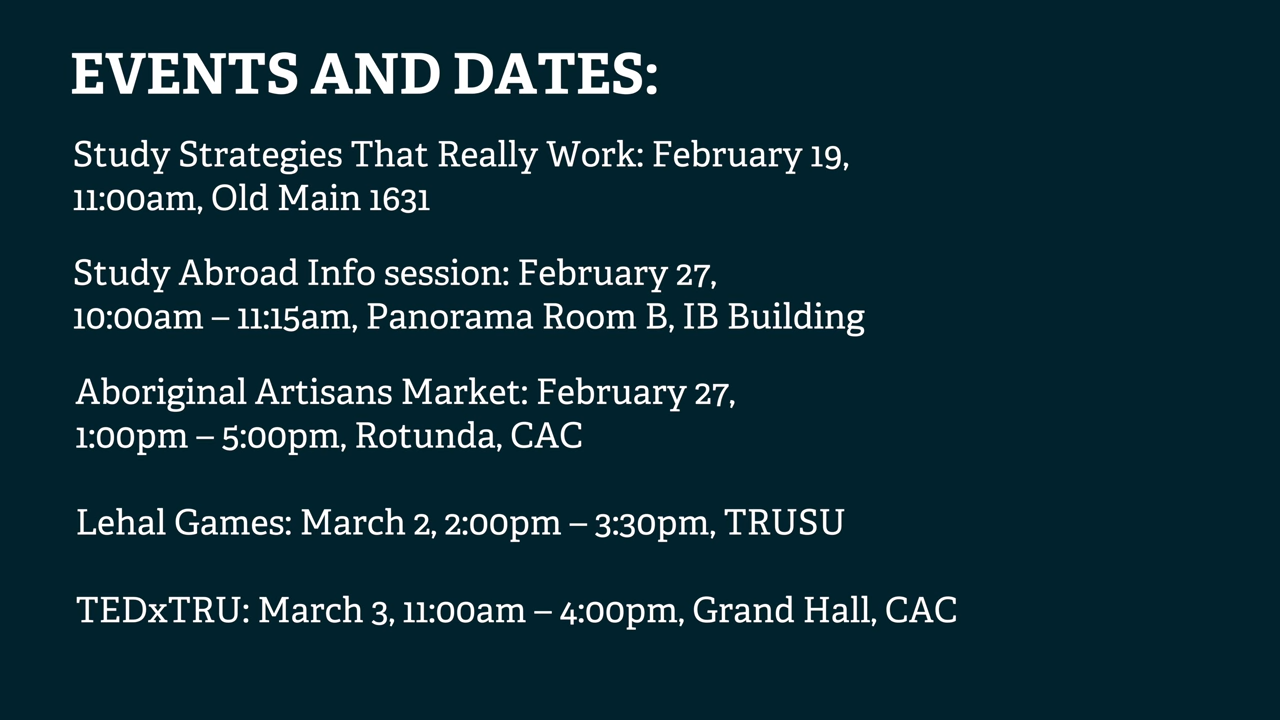 EVENTS AND DATES:
Study Strategies That Really Work: February 19,
11:00am, Old Main 1631
Study Abroad Info session: February 27,
10:00am – 11:15am, Panorama Room B, IB Building
Aboriginal Artisans Market: February 27,
1:00pm – 5:00pm, Rotunda, CAC
Lehal Games: March 2, 2:00pm – 3:30pm, TRUSU
TEDxTRU: March 3, 11:00am – 4:00pm, Grand Hall, CAC